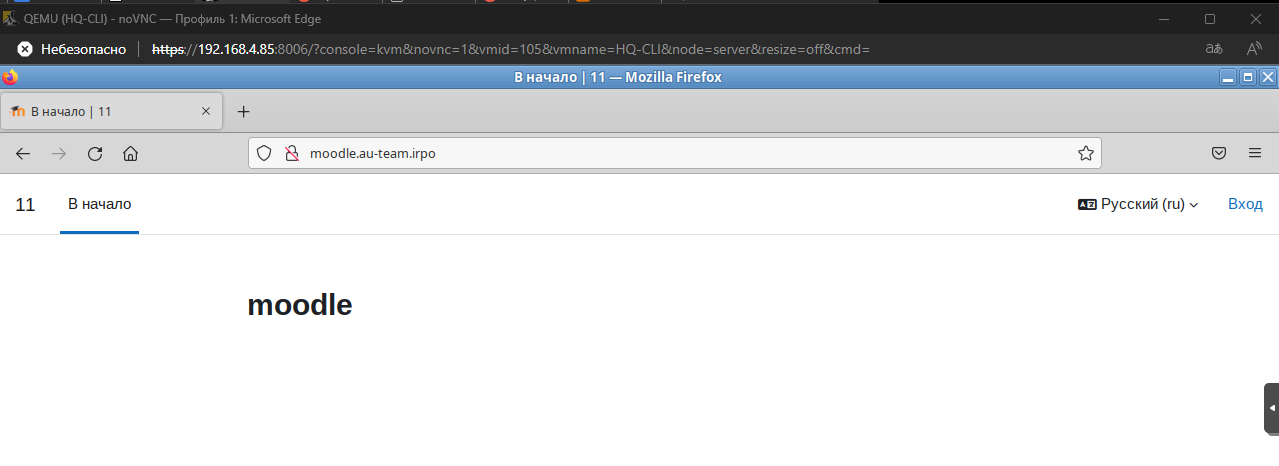 QEMU (HQ-CLI) - noVNC — Профиль 1: Microsoft Edge
Небезопасно https://192.168.4.85:8006/?console=kvm&novnc=1&vmid=105&vmname=HQ-CLI&node=server&resize=off&cmd=
В начало | 11 — Mozilla Firefox
В начало | 11
moodle.au-team.irpo
11 В начало Русский (ru) Вход
moodle